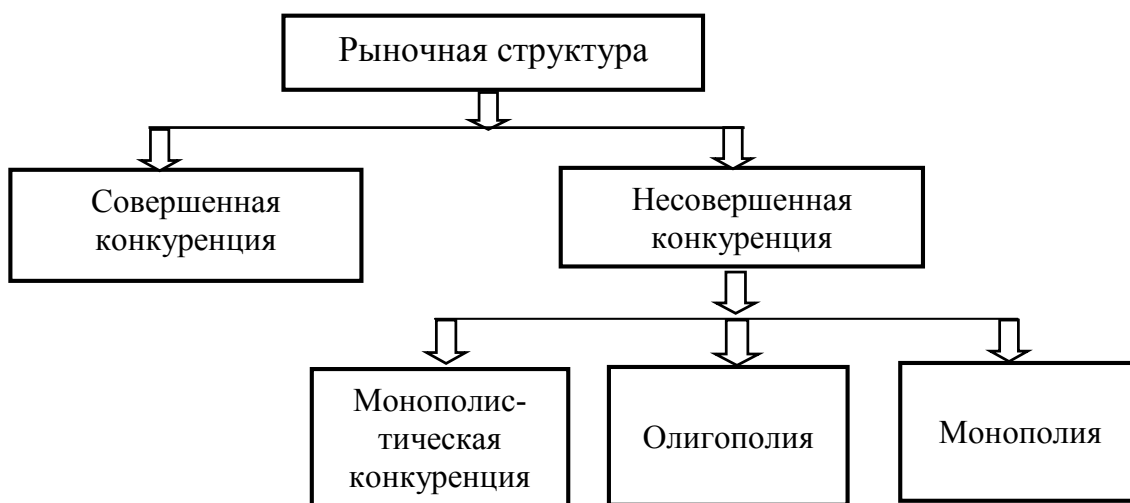 Рыночная структура
Совершенная
конкуренция
Несовершенная
конкуренция
Монополис-
тическая
конкуренция
Олигополия
Монополия